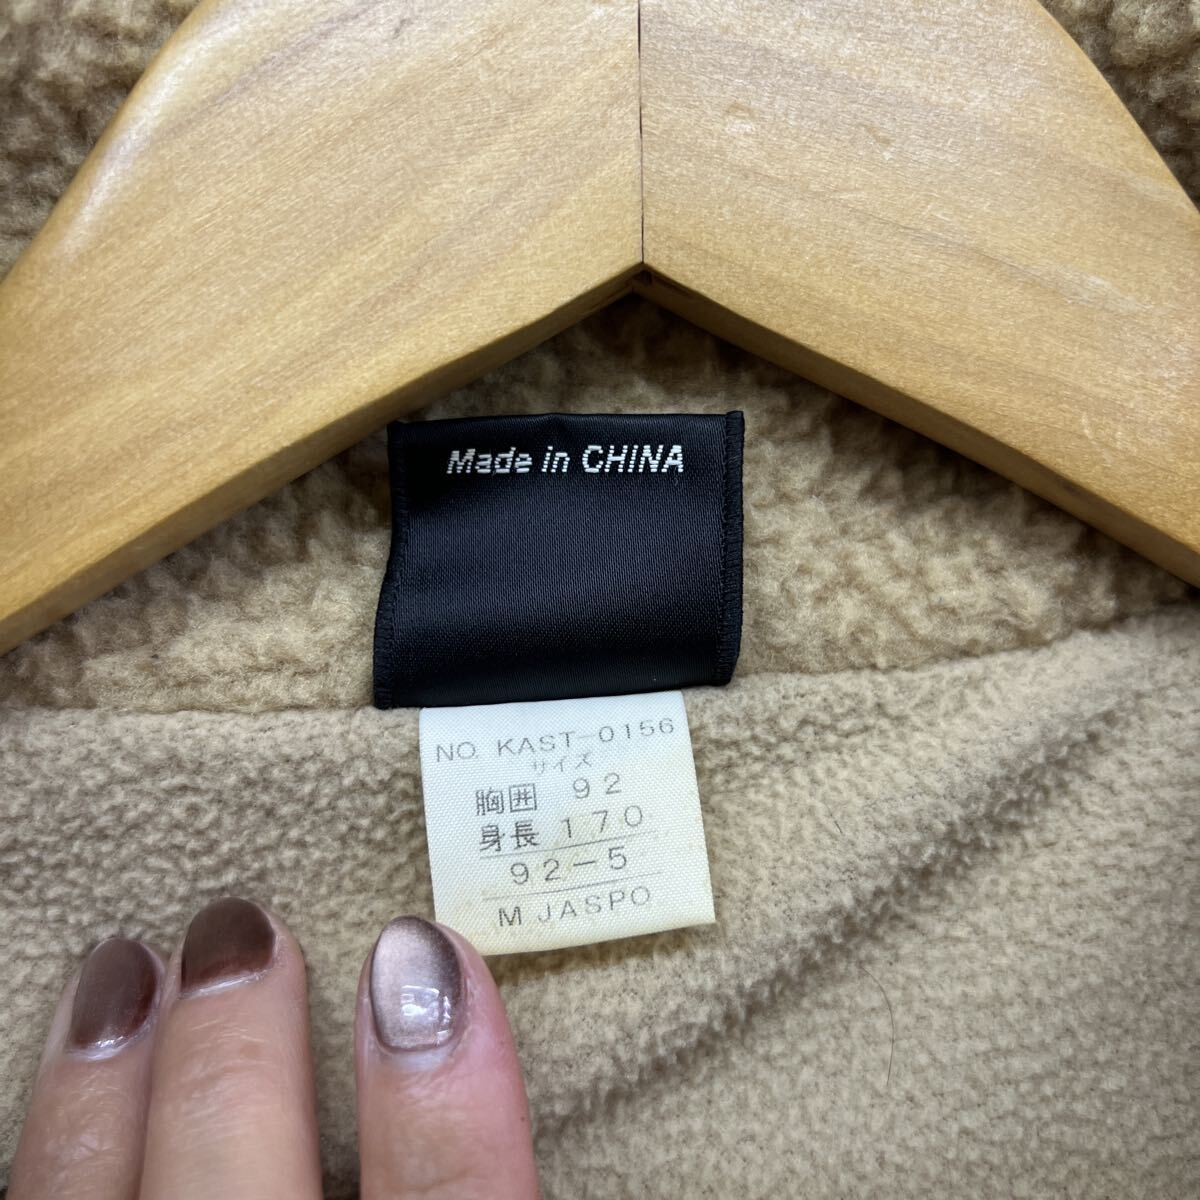 Made in CHINA
NO. KAST-0156
サイズ
胸囲 92
身長 170
92-5
M JASPO